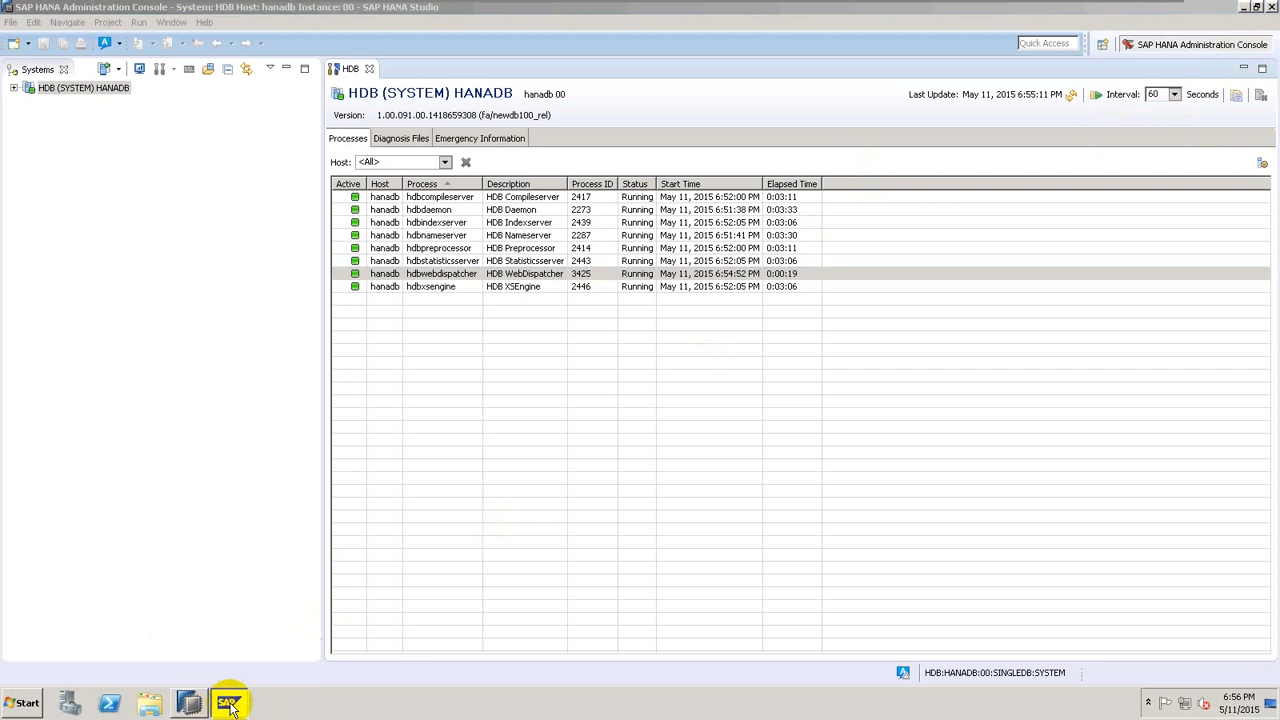 SAP HANA Administration Console - System: HDB Host: hanadb Instance: 00 - SAP HANA Studio
File Edit Navigate Project Run Window Help
Quick Access SAP HANA Administration Console
Systems
HDB (SYSTEM) HANADB
HDB
HDB (SYSTEM) HANADB hanadb 00
Last Update: May 11, 2015 6:55:11 PM Interval: 60 Seconds
Version: 1.00.091.00.1418659308 (fa/newdb100_rel)
Processes Diagnosis Files Emergency Information
Host: <All>
Active Host Process Description Process ID Status Start Time Elapsed Time
hanadb hdbcompileserver HDB Compileserver 2417 Running May 11, 2015 6:52:00 PM 0:03:11
hanadb hdbdaemon HDB Daemon 2273 Running May 11, 2015 6:51:38 PM 0:03:33
hanadb hdbindexserver HDB Indexserver 2439 Running May 11, 2015 6:52:05 PM 0:03:06
hanadb hdbnameserver HDB Nameserver 2287 Running May 11, 2015 6:51:41 PM 0:03:30
hanadb hdbpreprocessor HDB Preprocessor 2414 Running May 11, 2015 6:52:00 PM 0:03:11
hanadb hdbstatisticsserver HDB Statisticsserver 2443 Running May 11, 2015 6:52:05 PM 0:03:06
hanadb hdbwebdispatcher HDB WebDispatcher 3425 Running May 11, 2015 6:54:52 PM 0:00:19
hanadb hdbxsengine HDB XSEngine 2446 Running May 11, 2015 6:52:05 PM 0:03:06
HDB:HANADB:00:SINGLEDB:SYSTEM
Start
SAP
6:56 PM
5/11/2015